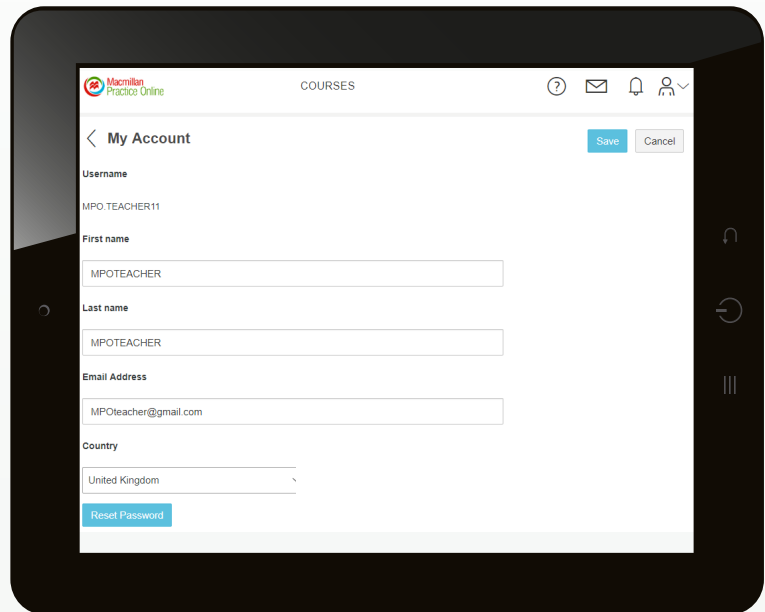 Macmillan
Practice Online
COURSES
?
My Account
Save
Cancel
Username
MPO.TEACHER11
First name
MPOTEACHER
Last name
MPOTEACHER
Email Address
MPOteacher@gmail.com
Country
United Kingdom
Reset Password